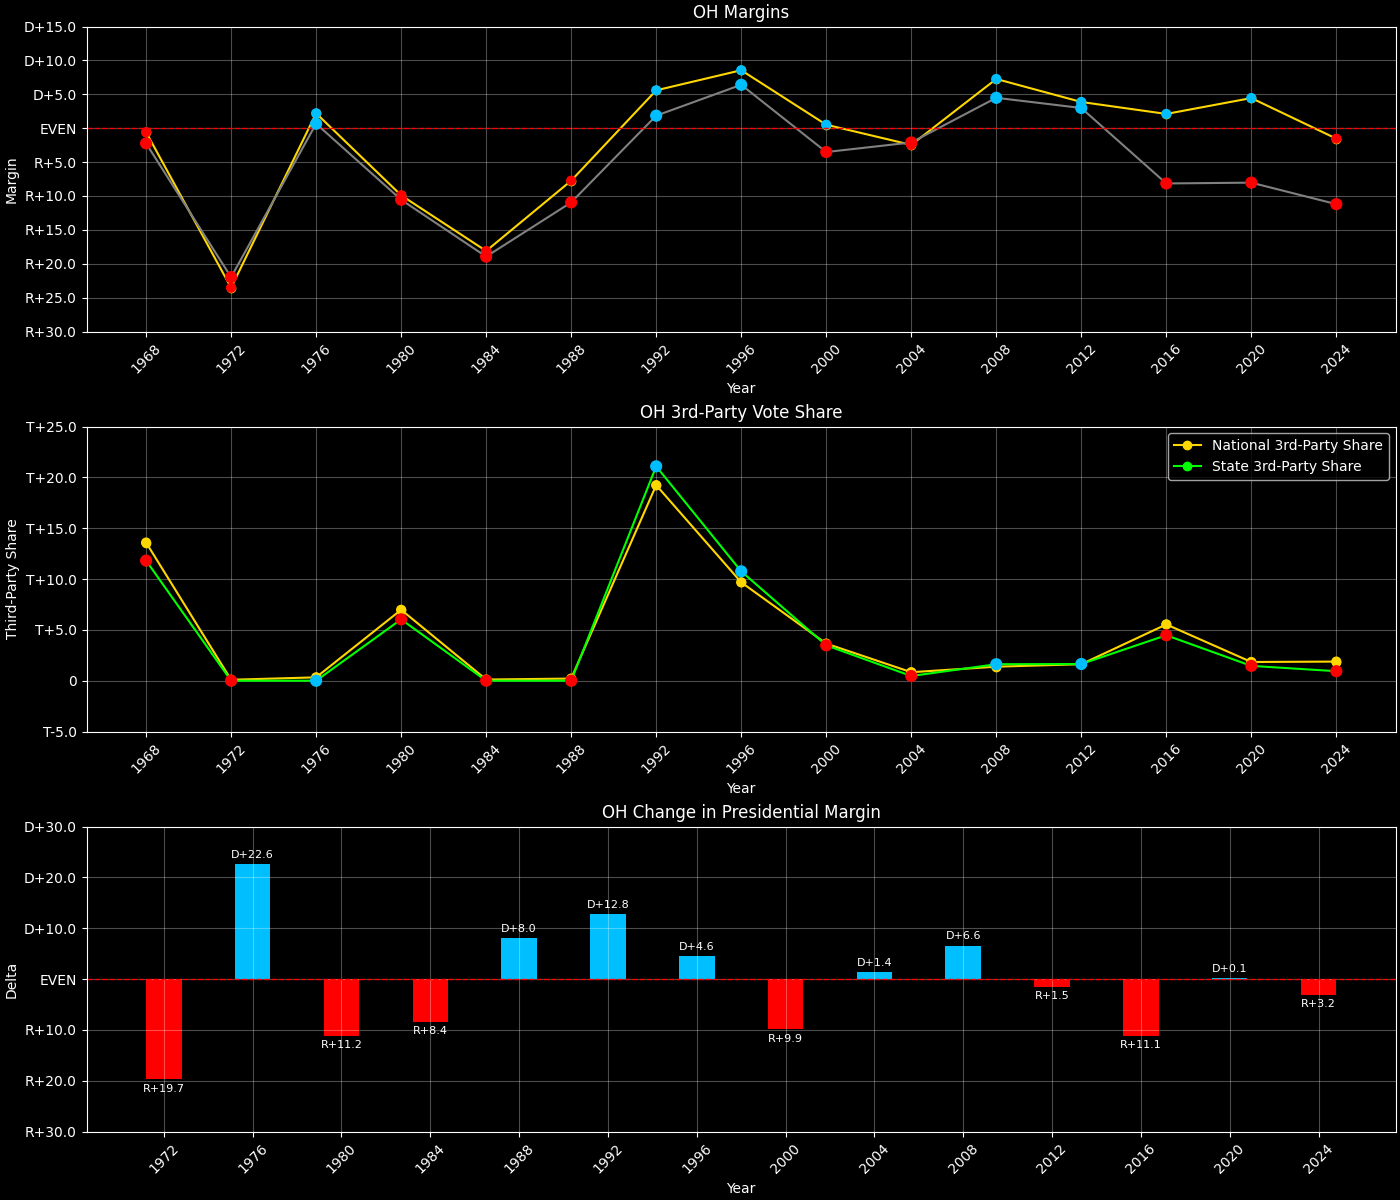 OH Margins
D+15.0
D+10.0
D+5.0
EVEN
R+5.0
R+10.0
R+15.0
R+20.0
R+25.0
R+30.0
Margin
1968 1972 1976 1980 1984 1988 1992 1996 2000 2004 2008 2012 2016 2020 2024
Year
OH 3rd-Party Vote Share
T+25.0
T+20.0
T+15.0
T+10.0
T+5.0
0
T-5.0
Third-Party Share
National 3rd-Party Share
State 3rd-Party Share
1968 1972 1976 1980 1984 1988 1992 1996 2000 2004 2008 2012 2016 2020 2024
Year
OH Change in Presidential Margin
D+30.0
D+20.0
D+10.0
EVEN
R+10.0
R+20.0
R+30.0
Delta
R+19.7
D+22.6
R+11.2
R+8.4
D+8.0
D+12.8
D+4.6
R+9.9
D+1.4
D+6.6
R+1.5
R+11.1
D+0.1
R+3.2
1972 1976 1980 1984 1988 1992 1996 2000 2004 2008 2012 2016 2020 2024
Year